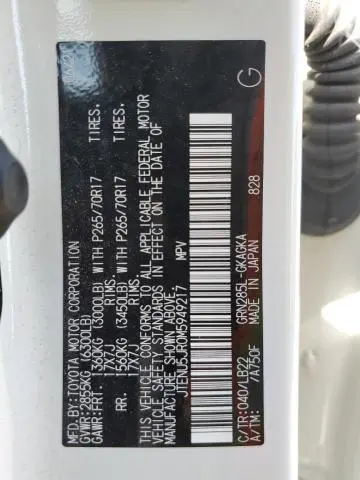 MFD.BY:TOYOTA MOTOR CORPORATION
GVWR:2855KG (6300LB)
GAWR:FRT. 1360KG (3000LB) WITH P265/70R17 TIRES.
17X7J RIMS.
RR. 1560KG (3450LB) WITH P265/70R17 TIRES.
17X7J RIMS.
THIS VEHICLE CONFORMS TO ALL APPLICABLE FEDERAL MOTOR
VEHICLE SAFETY STANDARDS IN EFFECT ON THE DATE OF
MANUFACTURE SHOWN ABOVE.
JTENU5JR0M5949217 MPV
C/TR:040/LB22 GRN285L-GKAGKA
A/TM: /A750F MADE IN JAPAN
828
G